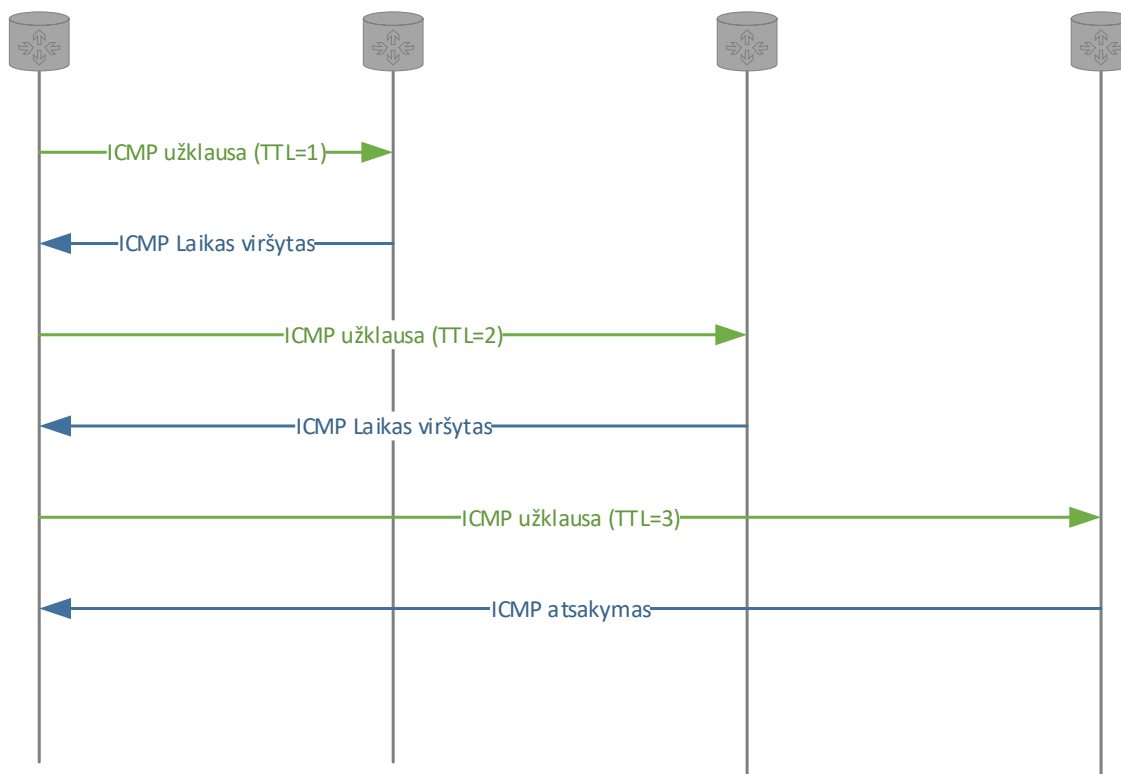 ICMP užklausa (TTL=1)
ICMP Laikas viršytas
ICMP užklausa (TTL=2)
ICMP Laikas viršytas
ICMP užklausa (TTL=3)
ICMP atsakymas